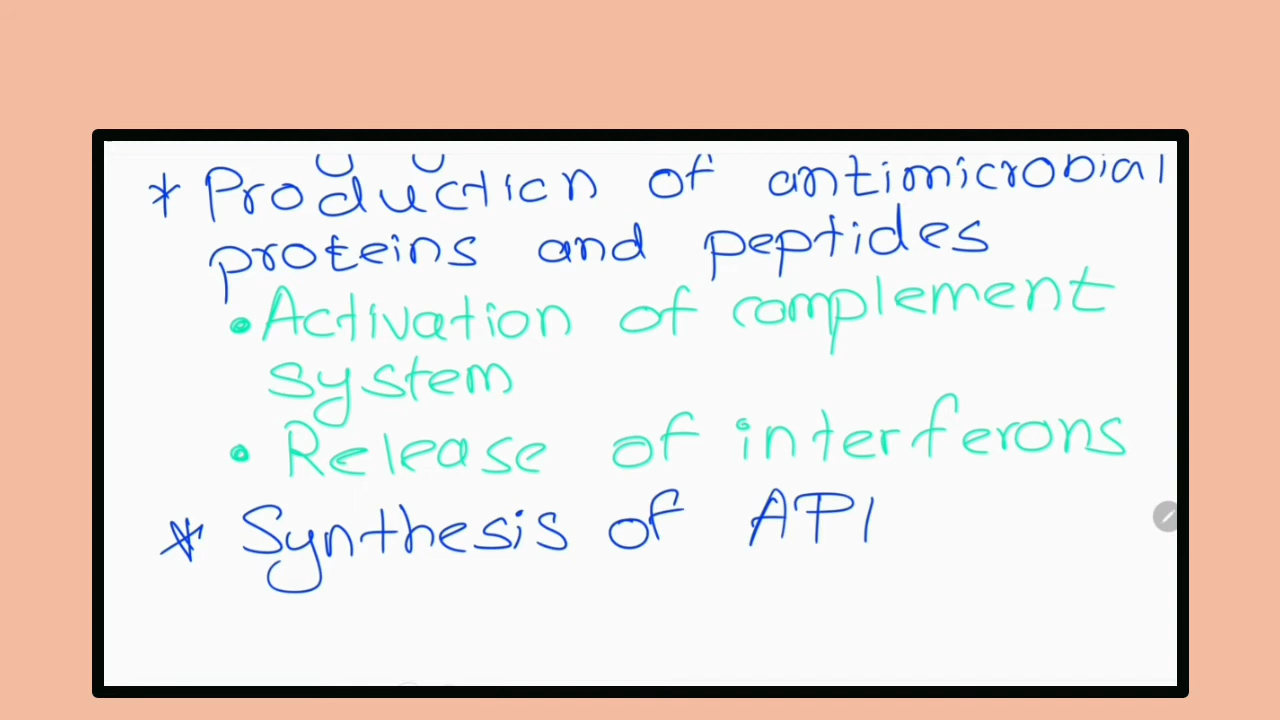 * Production of antimicrobial
proteins and peptides
• Activation of complement
system
• Release of interferons
* Synthesis of API